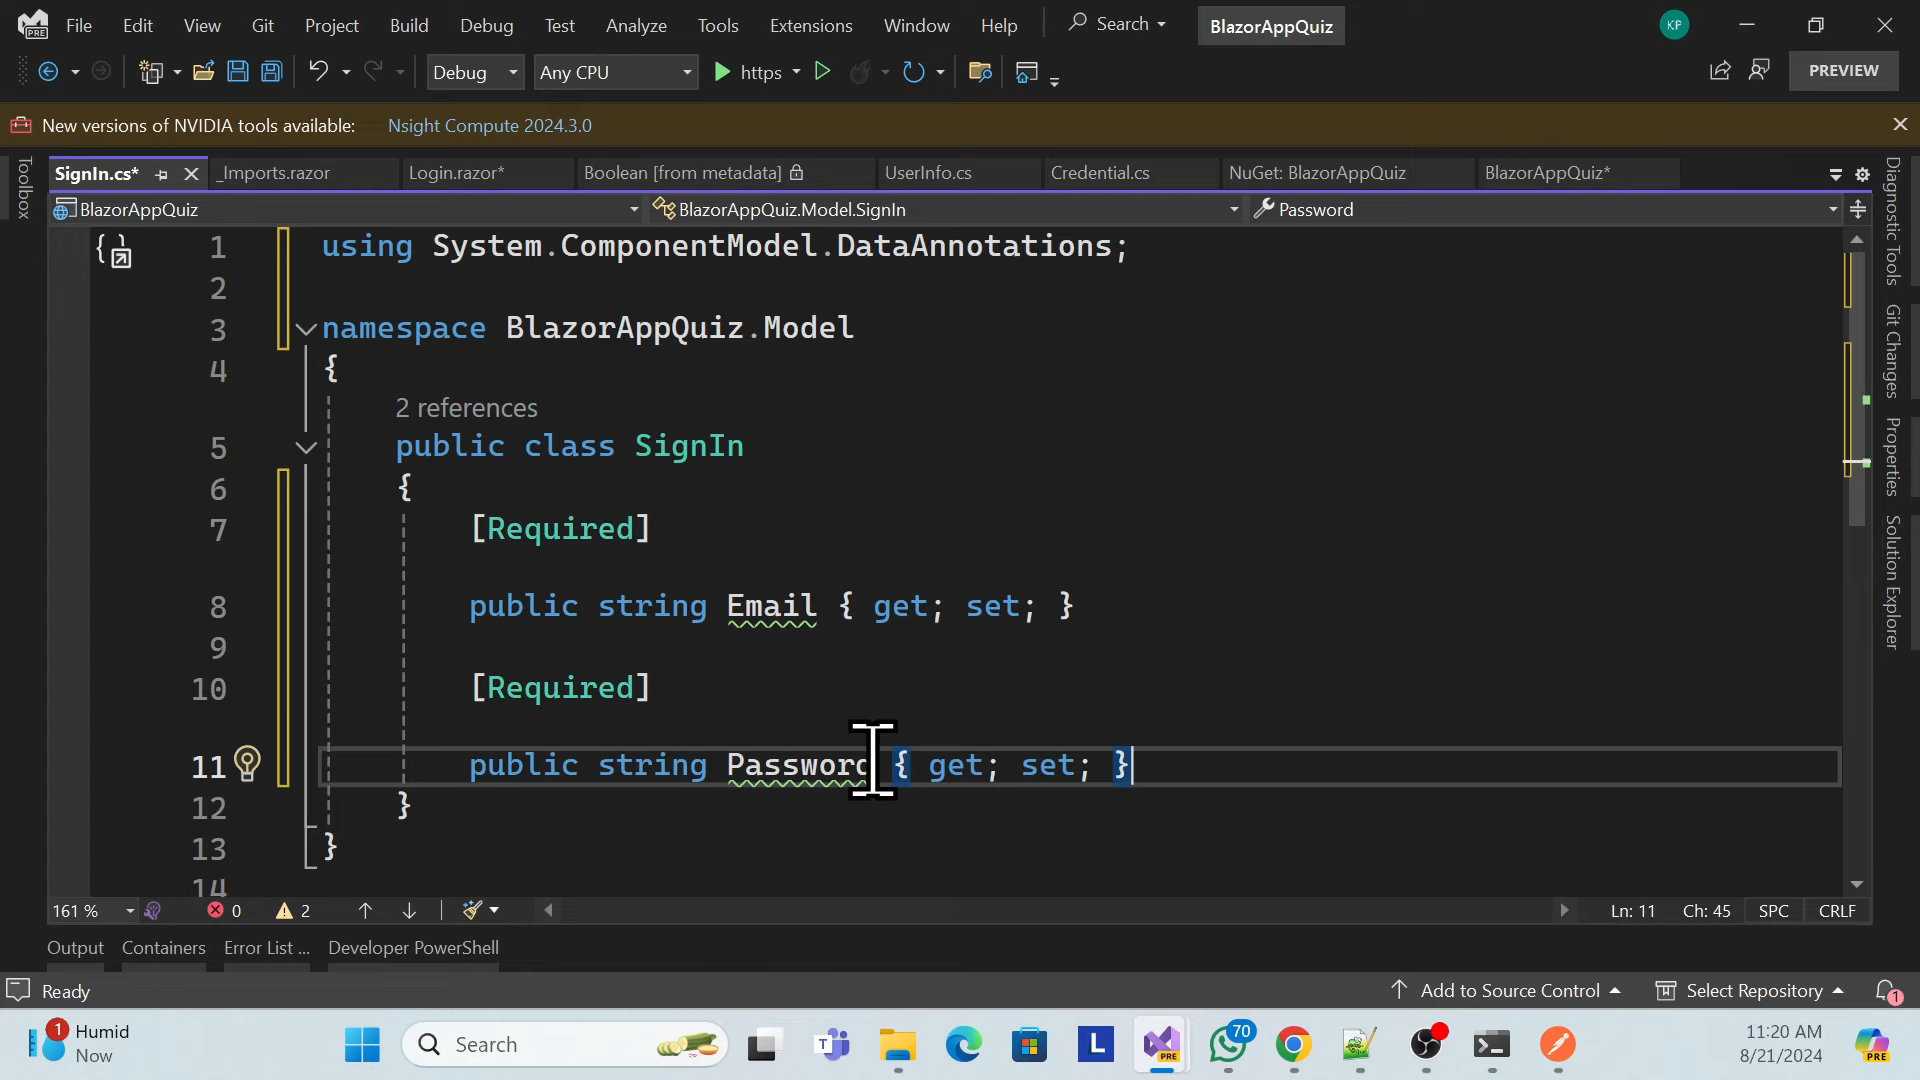 File Edit View Git Project Build Debug Test Analyze Tools Extensions Window Help Search BlazorAppQuiz KP
PRE
Debug Any CPU https PREVIEW
New versions of NVIDIA tools available: Nsight Compute 2024.3.0
SignIn.cs* _Imports.razor Login.razor* Boolean [from metadata] UserInfo.cs Credential.cs NuGet: BlazorAppQuiz BlazorAppQuiz*
BlazorAppQuiz BlazorAppQuiz.Model.SignIn Password
Toolbox
Diagnostic Tools
Git Changes
Properties
Solution Explorer
1 using System.ComponentModel.DataAnnotations;
2
3 namespace BlazorAppQuiz.Model
4 {
2 references
5 public class SignIn
6 {
7 [Required]
8 public string Email { get; set; }
9
10 [Required]
11 public string Password { get; set; }
12 }
13 }
14
161 % 0 2 Ln: 11 Ch: 45 SPC CRLF
Output Containers Error List ... Developer PowerShell
Ready Add to Source Control Select Repository 1
1 Humid
Now
Search L PRE 70
11:20 AM
8/21/2024
PRE